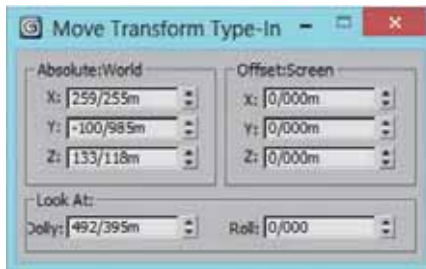 Move Transform Type-In
Absolute:World
X: 259/255m
Y: -100/985m
Z: 133/118m
Offset:Screen
X: 0/000m
Y: 0/000m
Z: 0/000m
Look At:
Dolly: 492/395m
Roll: 0/000